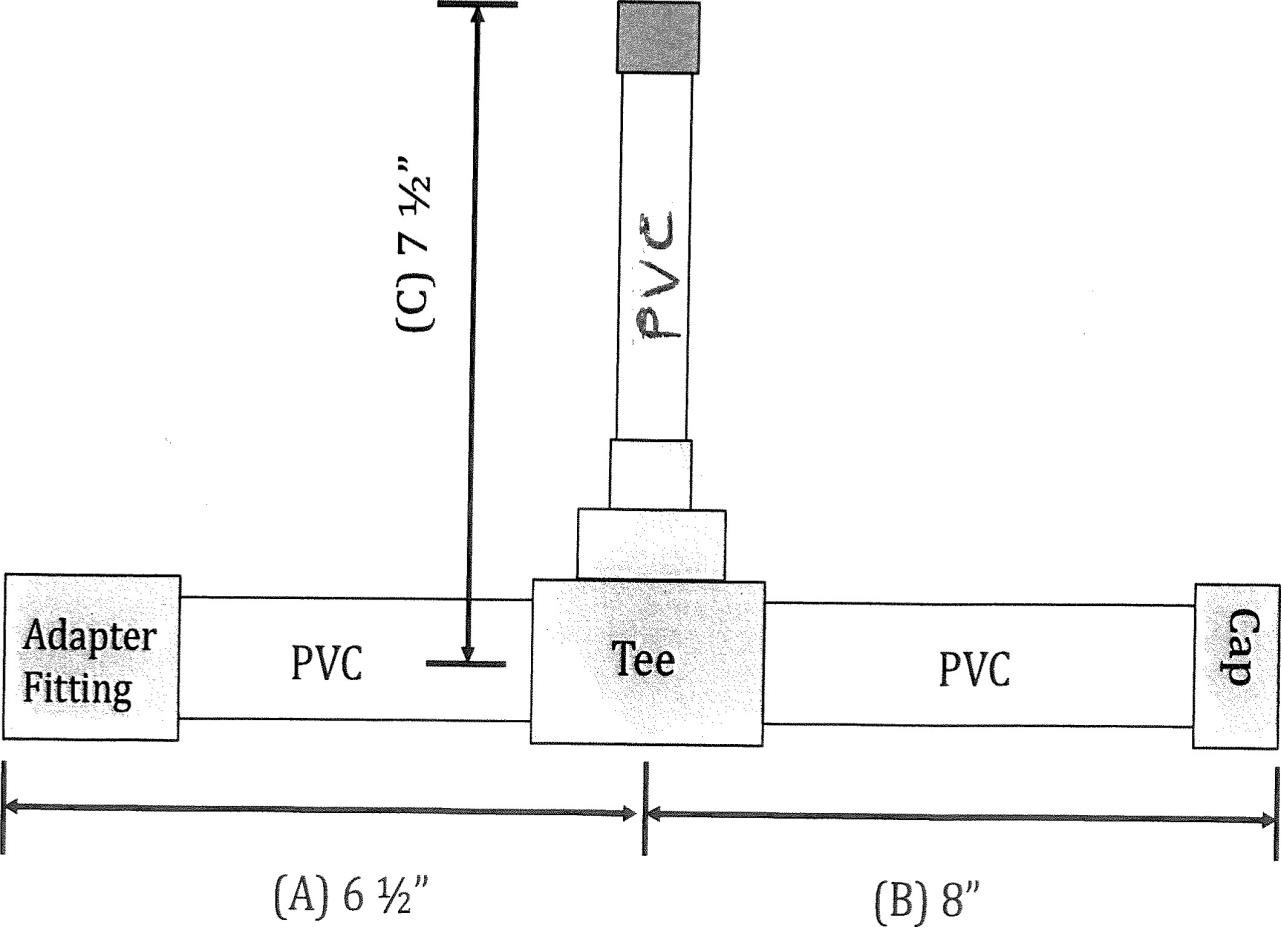 (C) 7 ½”
PVC
Adapter
Fitting
PVC
Tee
PVC
Cap
(A) 6 ½”
(B) 8”